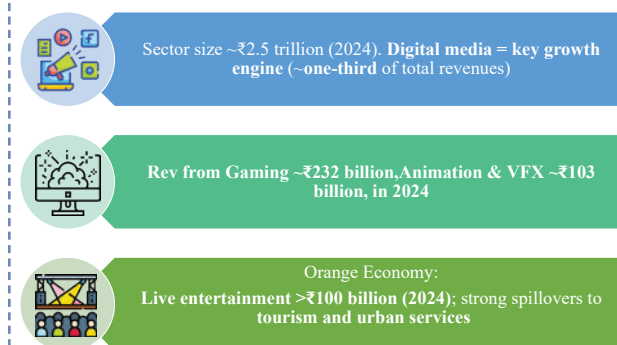 Sector size ~₹2.5 trillion (2024). Digital media = key growth
engine (~one-third of total revenues)
Rev from Gaming ~₹232 billion,Animation & VFX ~₹103
billion, in 2024
Orange Economy:
Live entertainment >₹100 billion (2024); strong spillovers to
tourism and urban services